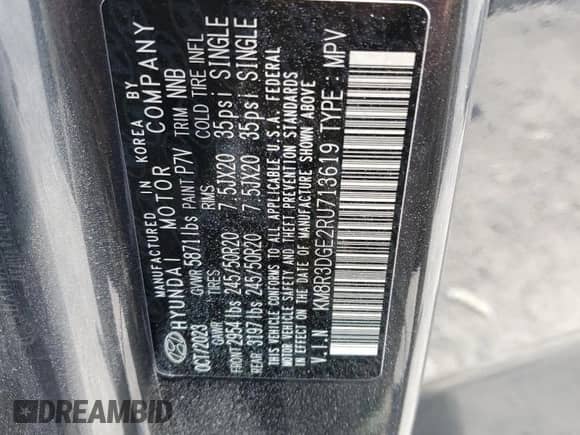 MANUFACTURED IN KOREA BY
HYUNDAI MOTOR COMPANY
OCT/2023 GVWR 5871lbs PAINT P7V TRIM NNB
GAWR TIRES RIMS COLD TIRE INFL
FRONT 2954 lbs 245/50R20 7.5JX20 35psi SINGLE
REAR 3197 lbs 245/50R20 7.5JX20 35psi SINGLE
THIS VEHICLE CONFORMS TO ALL APPLICABLE U.S.A. FEDERAL
MOTOR VEHICLE SAFETY AND THEFT PREVENTION STANDARDS
IN EFFECT ON THE DATE OF MANUFACTURE SHOWN ABOVE
V.I.N KM8R3DGE2RU713619 TYPE : MPV
DREAMBID